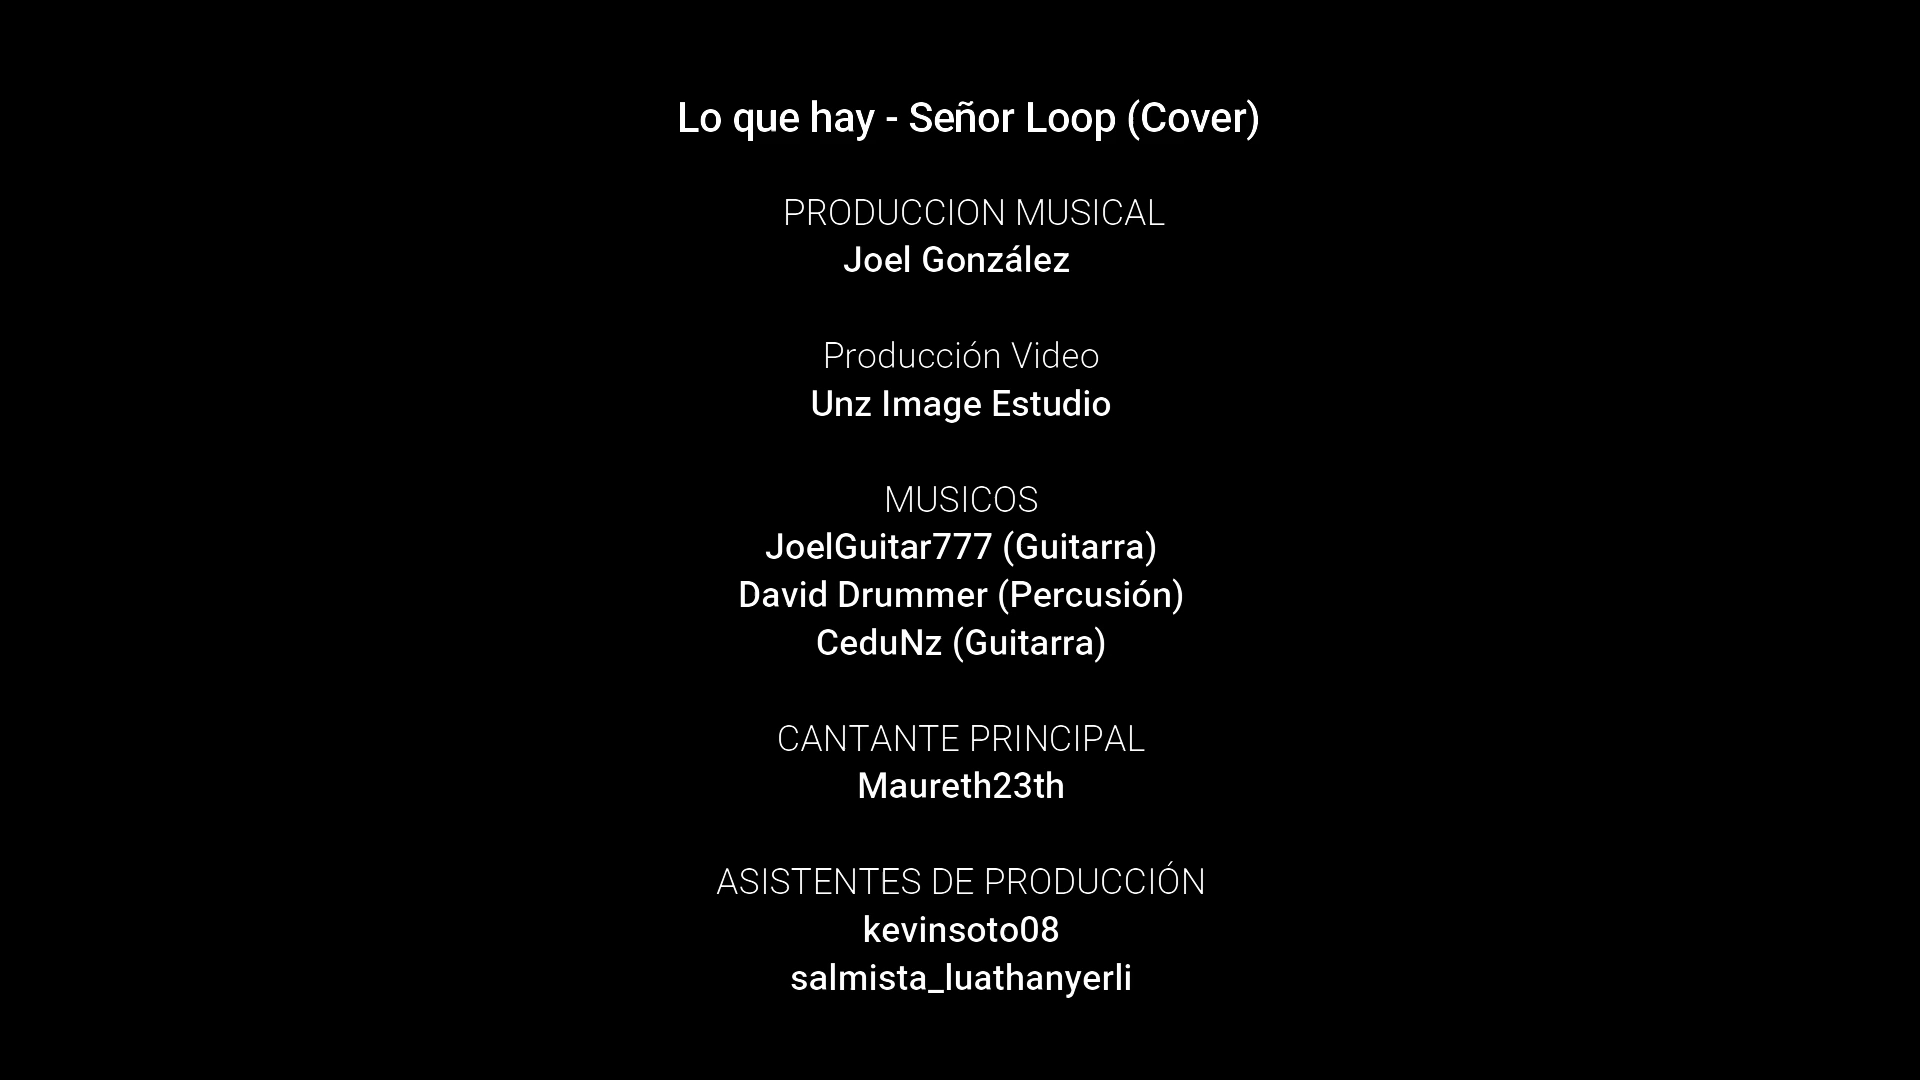 Lo que hay - Señor Loop (Cover)
PRODUCCION MUSICAL
Joel González
Producción Video
Unz Image Estudio
MUSICOS
JoelGuitar777 (Guitarra)
David Drummer (Percusión)
CeduNz (Guitarra)
CANTANTE PRINCIPAL
Maureth23th
ASISTENTES DE PRODUCCIÓN
kevinsoto08
salmista_luathanyerli